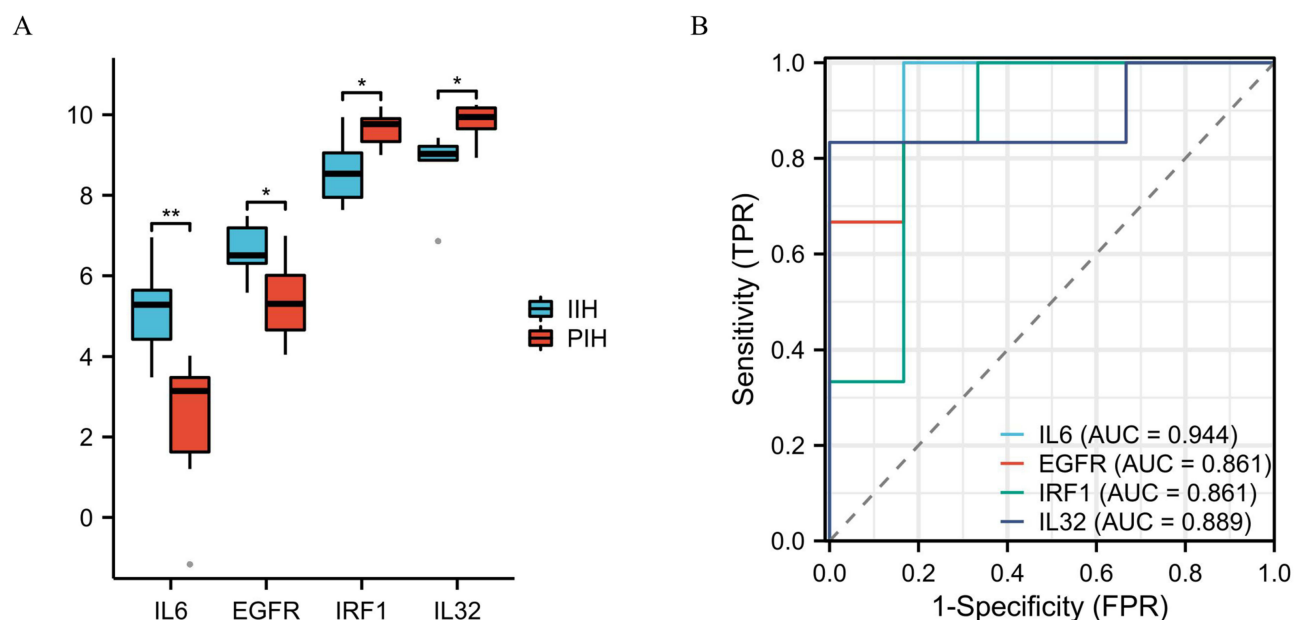 A
10
8
6
4
2
0
**
*
*
*
IL6 EGFR IRF1 IL32
IIH
PIH
B
Sensitivity (TPR)
1.0
0.8
0.6
0.4
0.2
0.0
IL6 (AUC = 0.944)
EGFR (AUC = 0.861)
IRF1 (AUC = 0.861)
IL32 (AUC = 0.889)
0.0 0.2 0.4 0.6 0.8 1.0
1-Specificity (FPR)